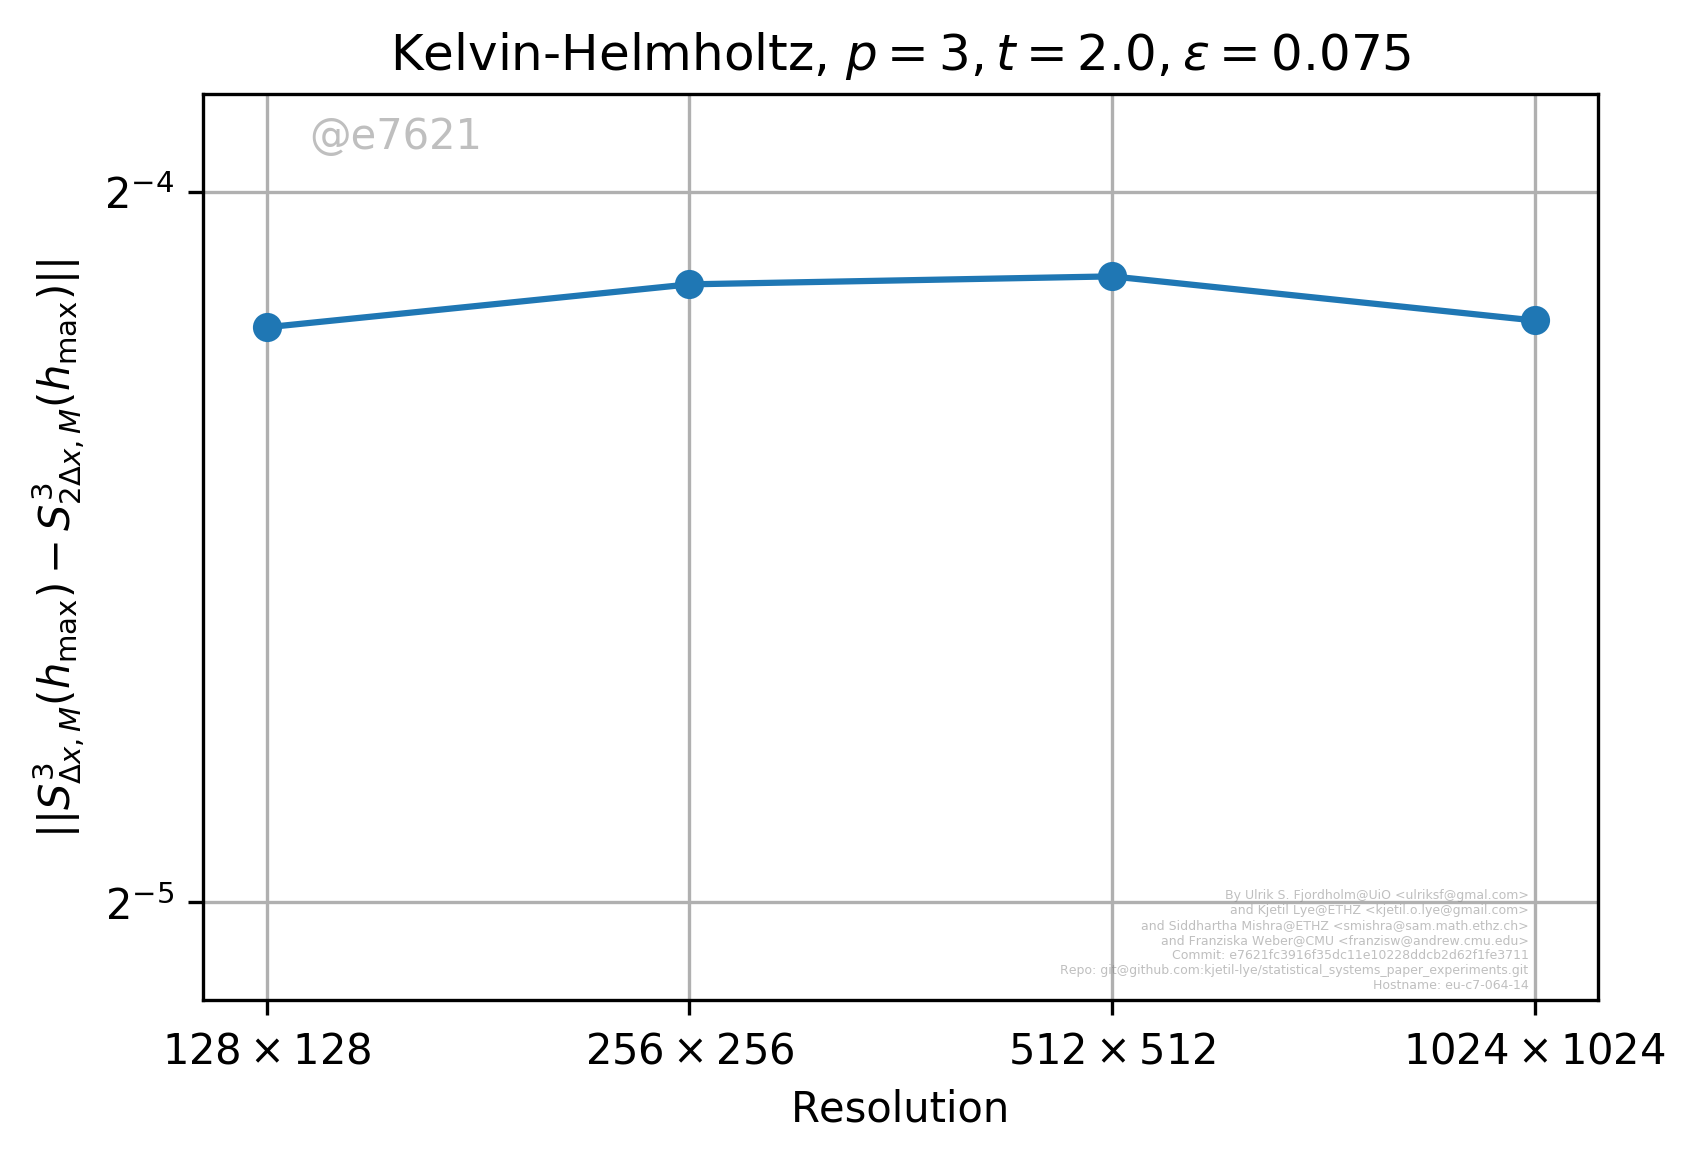 Kelvin-Helmholtz, p = 3, t = 2.0, ε = 0.075
@e7621
2⁻⁴
2⁻⁵
||S³_{Δx, M}(h_max) − S³_{2Δx, M}(h_max)||
By Ulrik S. Fjordholm@UiO <ulriksf@gmal.com>
and Kjetil Lye@ETHZ <kjetil.o.lye@gmail.com>
and Siddhartha Mishra@ETHZ <smishra@sam.math.ethz.ch>
and Franziska Weber@CMU <franzisw@andrew.cmu.edu>
Commit: e7621fc3916f35dc11e10228ddcb2d62f1fe3711
Repo: git@github.com:kjetil-lye/statistical_systems_paper_experiments.git
Hostname: eu-c7-064-14
128 × 128
256 × 256
512 × 512
1024 × 1024
Resolution